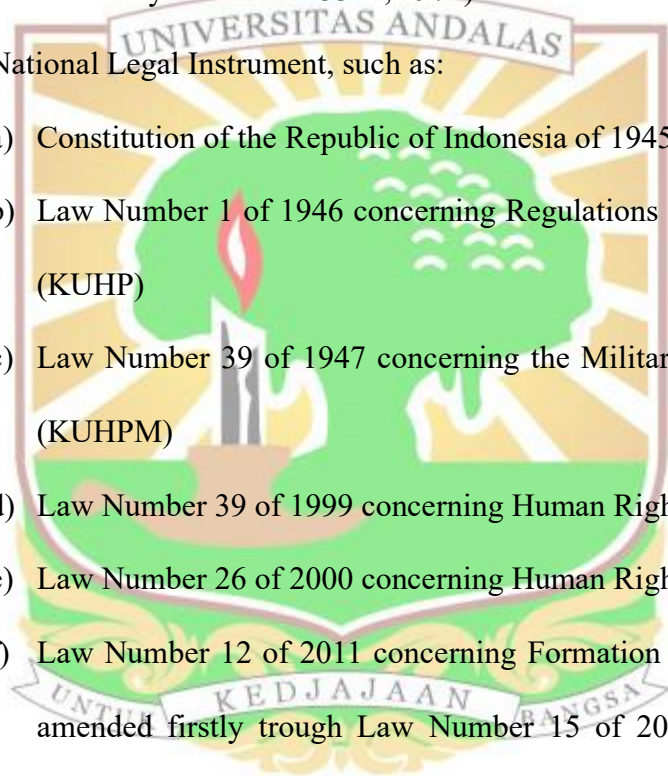 UNIVERSITAS ANDALAS
National Legal Instrument, such as:
Constitution of the Republic of Indonesia of 1945
Law Number 1 of 1946 concerning Regulations
(KUHP)
Law Number 39 of 1947 concerning the Militar
(KUHPM)
Law Number 39 of 1999 concerning Human Righ
Law Number 26 of 2000 concerning Human Righ
Law Number 12 of 2011 concerning Formation
UNTUK KEDJAJAAN BANGSA
amended firstly trough Law Number 15 of 20